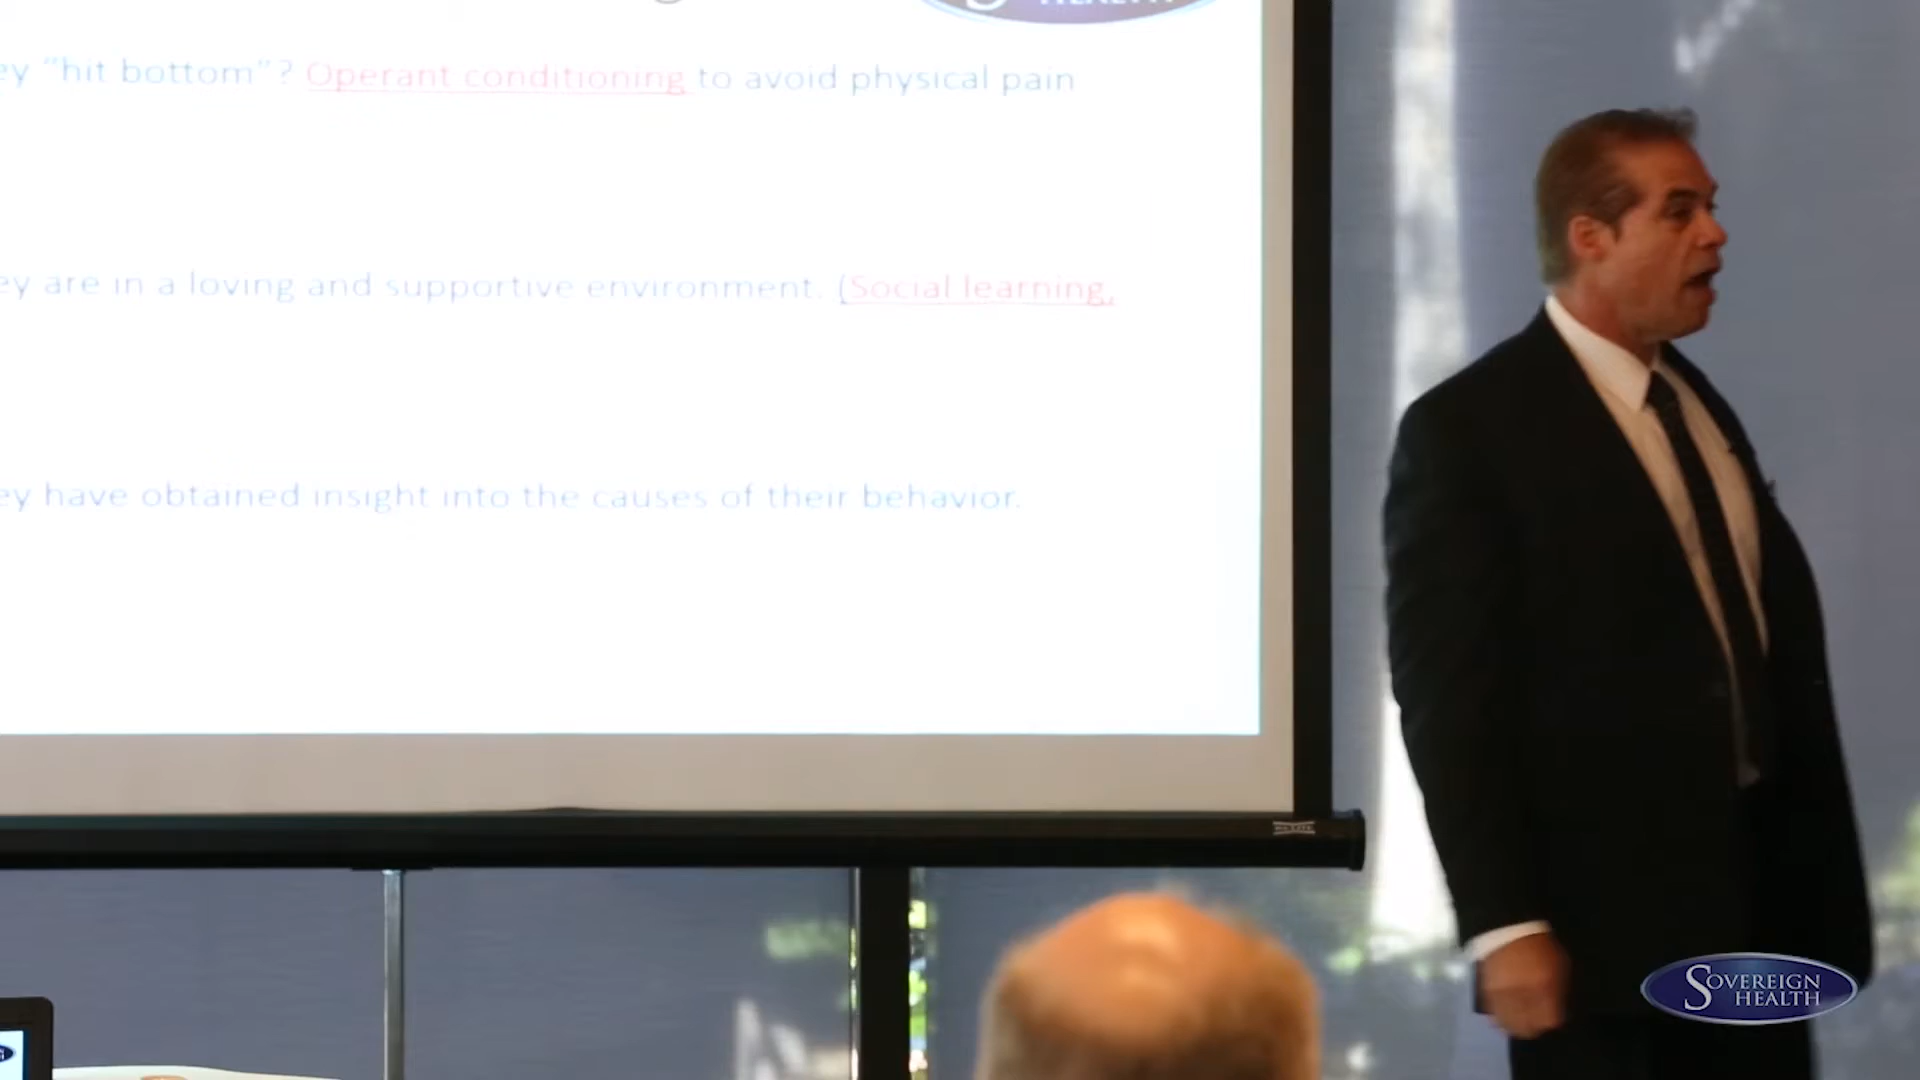 ey “hit bottom”? Operant conditioning to avoid physical pain
ey are in a loving and supportive environment. (Social learning,
ey have obtained insight into the causes of their behavior.
SOVEREIGN
HEALTH